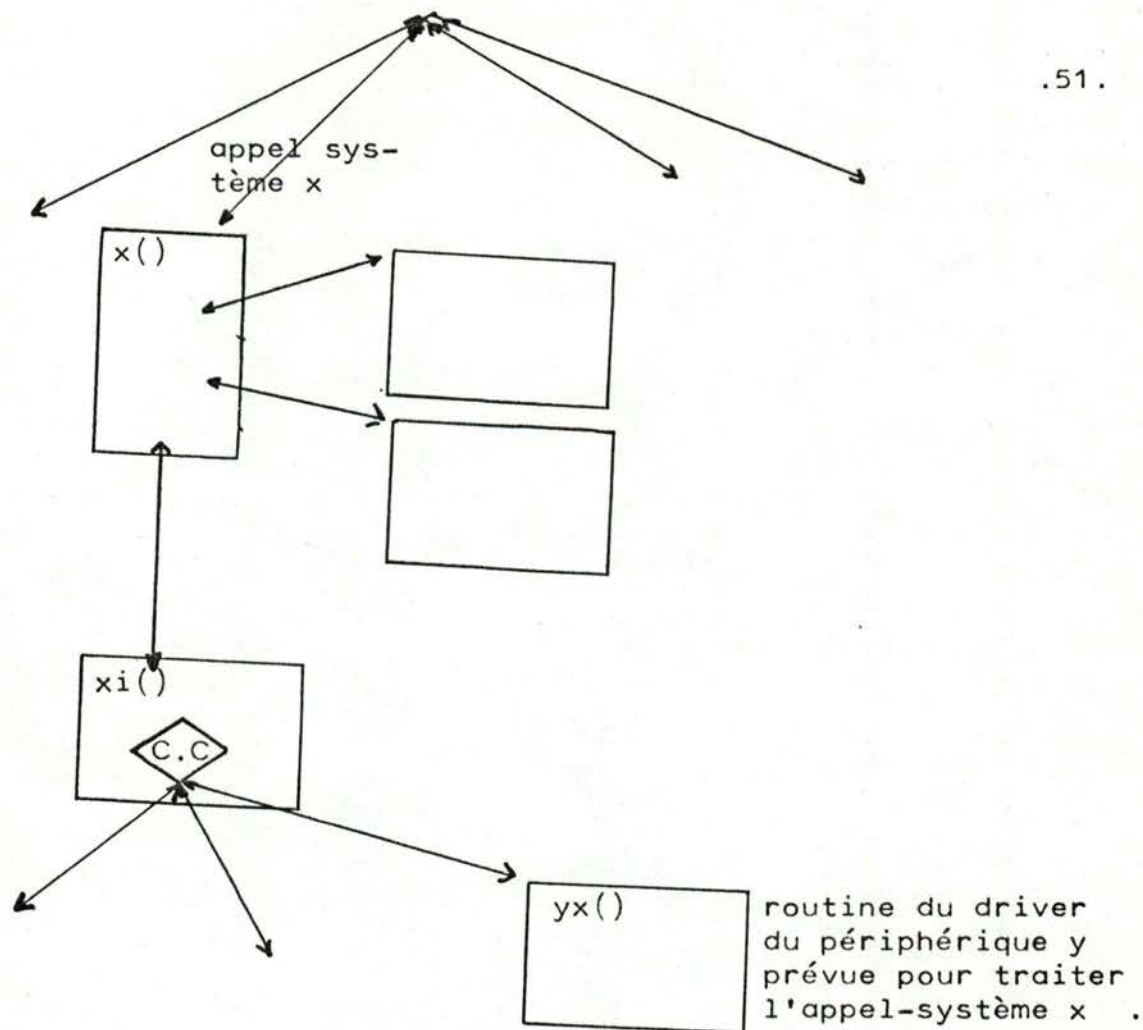 .51.
appel sys-
tème x
x()
xi()
C.C
yx()
routine du driver
du périphérique y
prévue pour traiter
l'appel-système x .